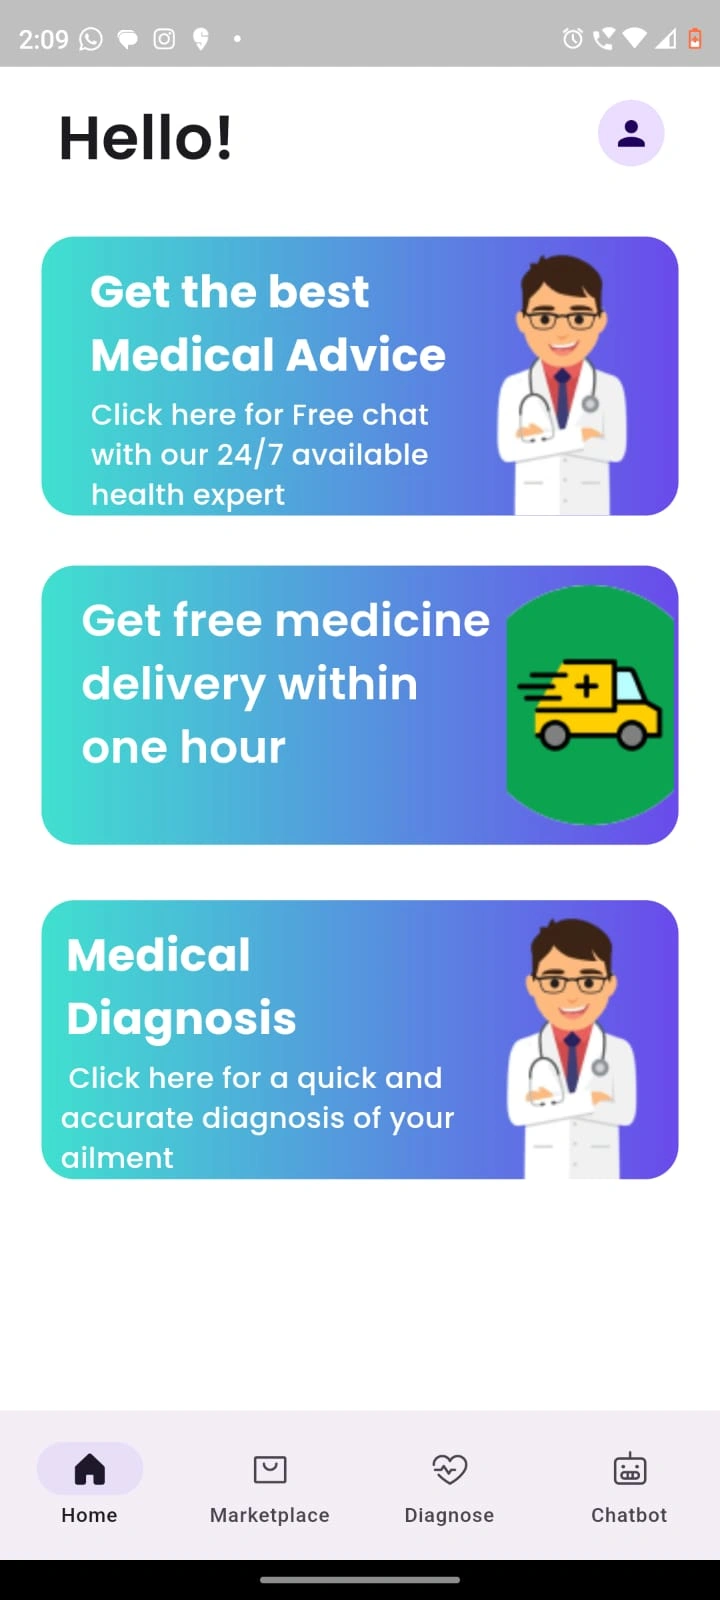 2:09
Hello!
Get the best
Medical Advice
Click here for Free chat
with our 24/7 available
health expert
Get free medicine
delivery within
one hour
Medical
Diagnosis
Click here for a quick and
accurate diagnosis of your
ailment
Home Marketplace Diagnose Chatbot